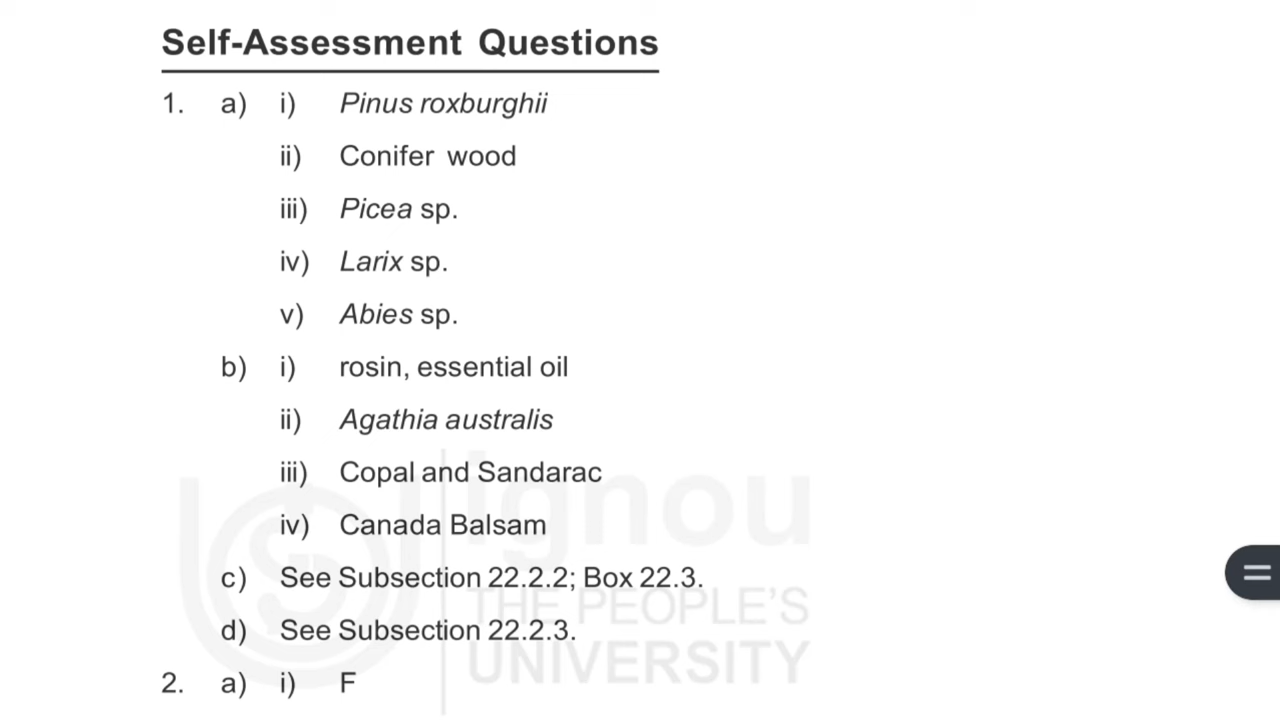 Self-Assessment Questions
1. a) i) Pinus roxburghii
ii) Conifer wood
iii) Picea sp.
iv) Larix sp.
v) Abies sp.
b) i) rosin, essential oil
ii) Agathia australis
iii) Copal and Sandarac
iv) Canada Balsam
c) See Subsection 22.2.2; Box 22.3.
d) See Subsection 22.2.3.
2. a) i) F
ignou
THE PEOPLE'S
UNIVERSITY